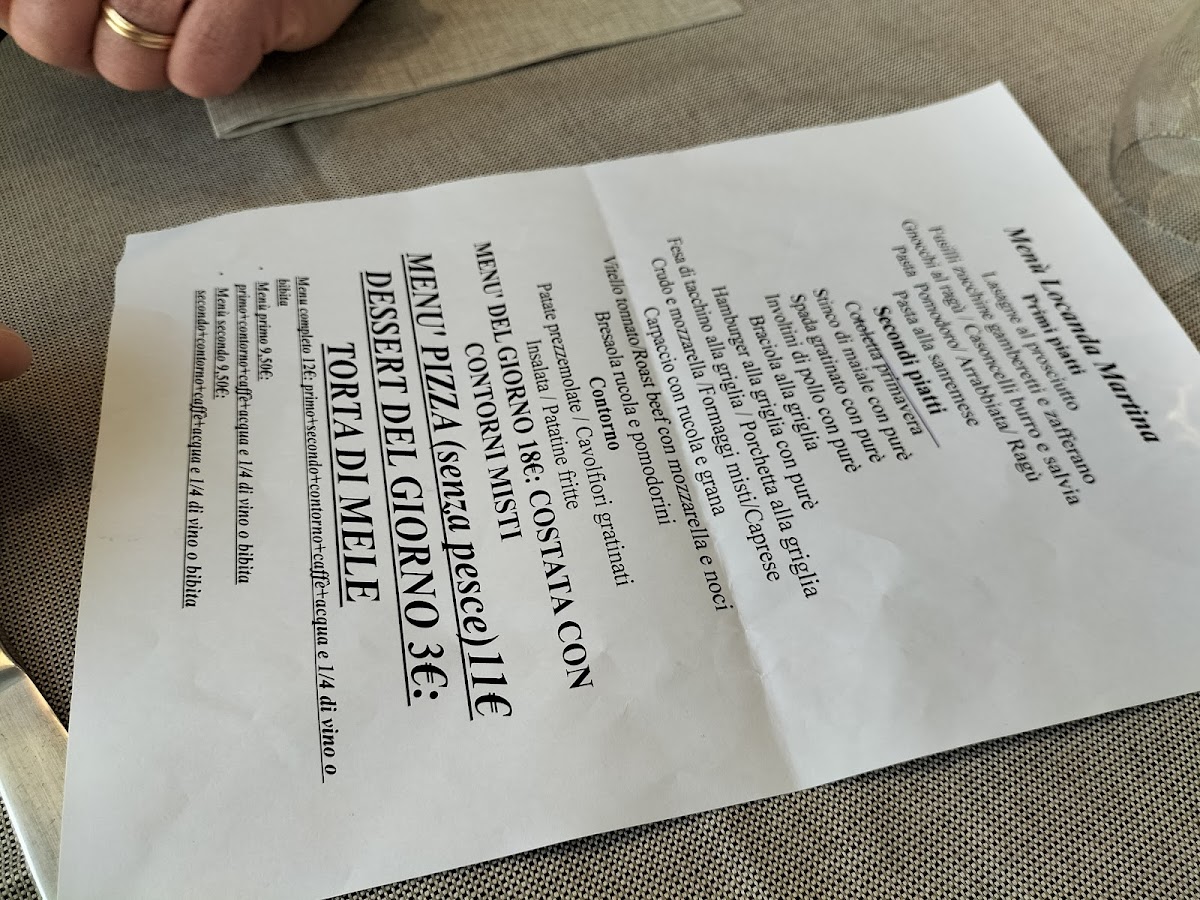 Menù Locanda Martina
Primi piatti
Lasagne al prosciutto
Fusilli zucchine gamberetti e zafferano
Gnocchi al ragù / Casoncelli burro e salvia
Pasta Pomodoro/ Arrabbiata/ Ragù
Pasta alla sanremese
Secondi piatti
Cotoletta primavera
Stinco di maiale con purè
Spada gratinato con purè
Involtini di pollo con purè
Braciola alla griglia
Hamburger alla griglia con purè
Fesa di tacchino alla griglia / Porchetta alla griglia
Crudo e mozzarella /Formaggi misti/Caprese
Carpaccio con rucola e grana
Vitello tonnato/Roast beef con mozzarella e noci
Bresaola rucola e pomodorini
Contorno
Patate prezzemolate / Cavolfiori gratinati
Insalata / Patatine fritte
MENU' DEL GIORNO 18€: COSTATA CON
CONTORNI MISTI
MENU' PIZZA (senza pesce)11€
DESSERT DEL GIORNO 3€:
TORTA DI MELE
Menu completo 12€: primo+secondo+contorno+caffè+acqua e 1/4 di vino o
bibita
• Menù primo 9,50€:
primo+contorno+caffè+acqua e 1/4 di vino o bibita
• Menù secondo 9,50€:
secondo+contorno+caffè+acqua e 1/4 di vino o bibita